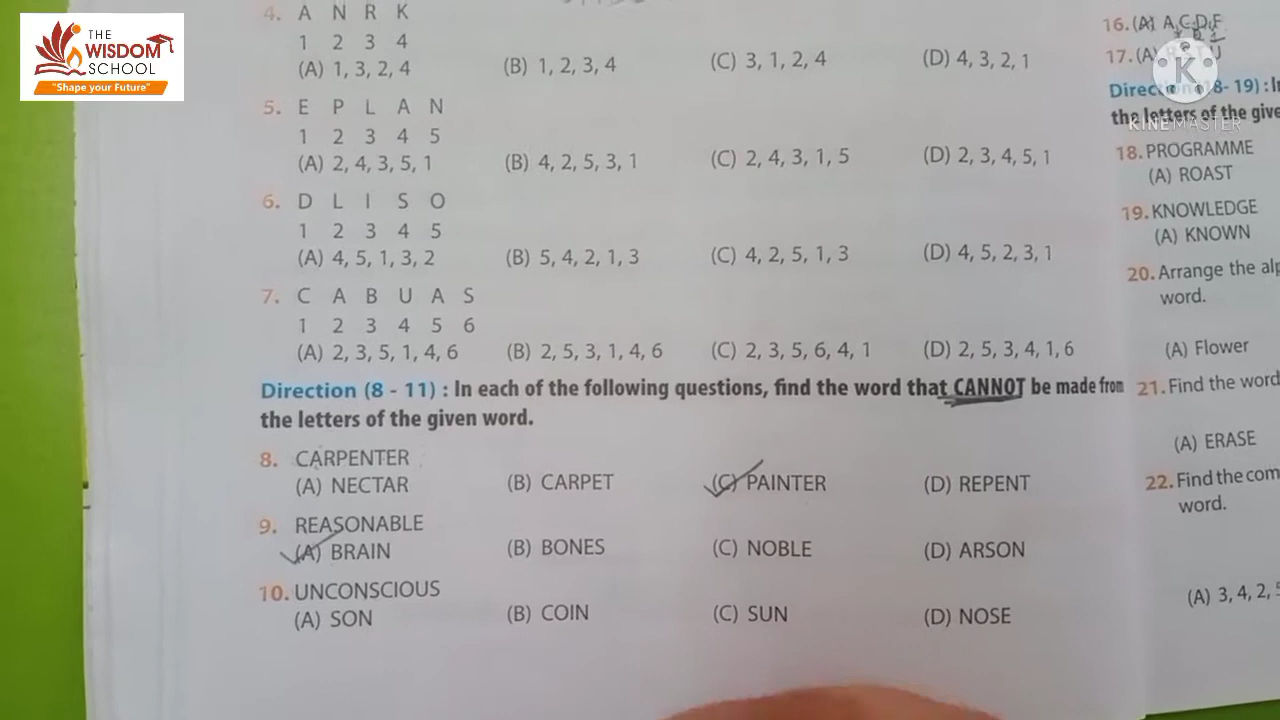 THE
WISDOM
SCHOOL
"Shape your Future"
4. A N R K
1 2 3 4
(A) 1, 3, 2, 4 (B) 1, 2, 3, 4 (C) 3, 1, 2, 4 (D) 4, 3, 2, 1
5. E P L A N
1 2 3 4 5
(A) 2, 4, 3, 5, 1 (B) 4, 2, 5, 3, 1 (C) 2, 4, 3, 1, 5 (D) 2, 3, 4, 5, 1
6. D L I S O
1 2 3 4 5
(A) 4, 5, 1, 3, 2 (B) 5, 4, 2, 1, 3 (C) 4, 2, 5, 1, 3 (D) 4, 5, 2, 3, 1
7. C A B U A S
1 2 3 4 5 6
(A) 2, 3, 5, 1, 4, 6 (B) 2, 5, 3, 1, 4, 6 (C) 2, 3, 5, 6, 4, 1 (D) 2, 5, 3, 4, 1, 6
Direction (8 - 11) : In each of the following questions, find the word that CANNOT be made from
the letters of the given word.
8. CARPENTER
(A) NECTAR (B) CARPET (C) PAINTER (D) REPENT
9. REASONABLE
(A) BRAIN (B) BONES (C) NOBLE (D) ARSON
10. UNCONSCIOUS
(A) SON (B) COIN (C) SUN (D) NOSE
16. (A) A, C, D, F
17. (A)
18- 19) : In
the letters of the give
K
KINEMASTER
18. PROGRAMME
(A) ROAST
19. KNOWLEDGE
(A) KNOWN
20. Arrange the alp
word.
(A) Flower
21. Find the word
(A) ERASE
22. Find the com
word.
(A) 3, 4, 2, 5